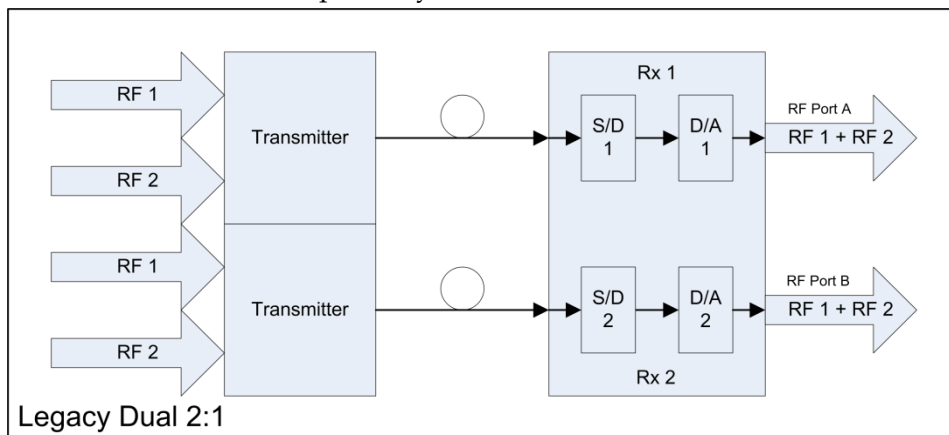 RF 1
RF 2
RF 1
RF 2
Transmitter
Transmitter
Rx 1
S/D
1
D/A
1
RF Port A
RF 1 + RF 2
S/D
2
D/A
2
RF Port B
RF 1 + RF 2
Rx 2
Legacy Dual 2:1